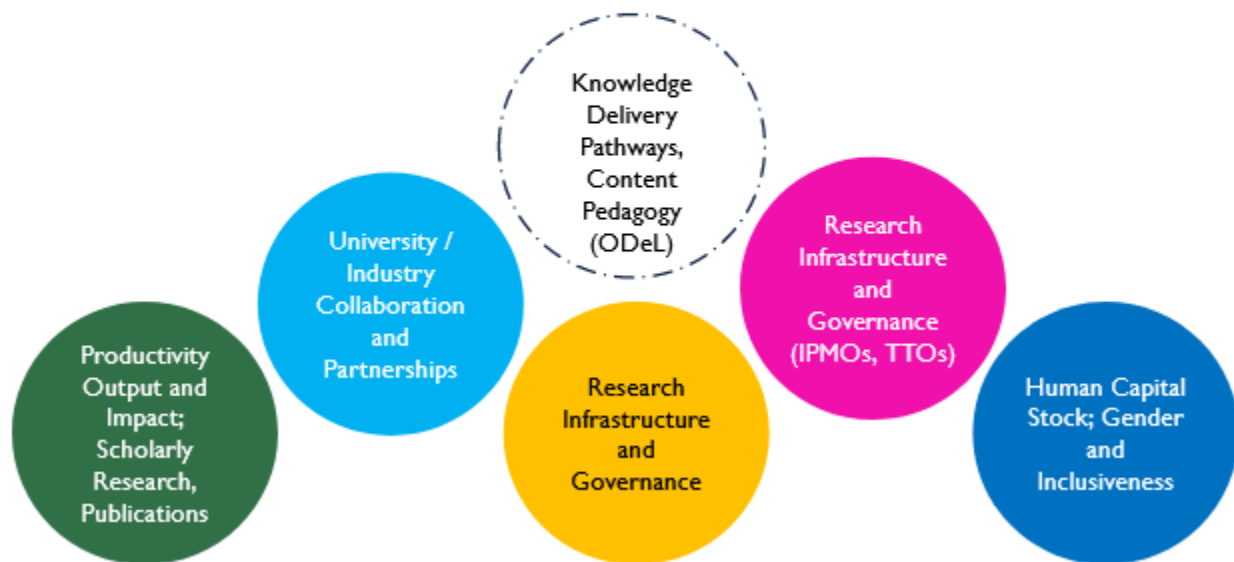 Knowledge
Delivery
Pathways,
Content
Pedagogy
(ODeL)
University /
Industry
Collaboration
and
Partnerships
Research
Infrastructure
and
Governance
(IPMOs, TTOs)
Productivity
Output and
Impact;
Scholarly
Research,
Publications
Research
Infrastructure
and
Governance
Human Capital
Stock; Gender
and
Inclusiveness